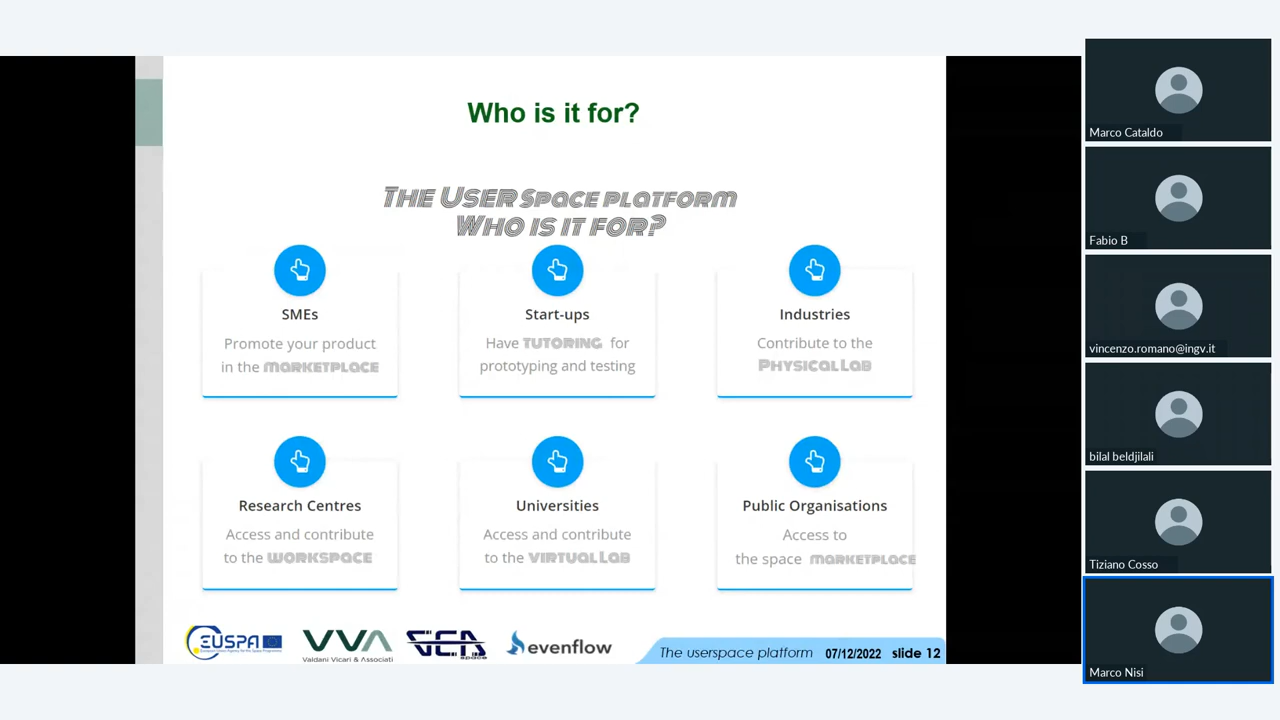 Who is it for?
THE USERSPACE PLATFORM
WHO IS IT FOR?
SMEs
Promote your product
in the MARKETPLACE
Start-ups
Have TUTORING for
prototyping and testing
Industries
Contribute to the
PHYSICAL LAB
Research Centres
Access and contribute
to the WORKSPACE
Universities
Access and contribute
to the VIRTUAL LAB
Public Organisations
Access to
the space MARKETPLACE
EUSPA
VVA
Valdani Vicari & Associati
space
evenflow
The userspace platform 07/12/2022 slide 12
Marco Cataldo
Fabio B
vincenzo.romano@ingv.it
bilal beldjilali
Tiziano Cosso
Marco Nisi